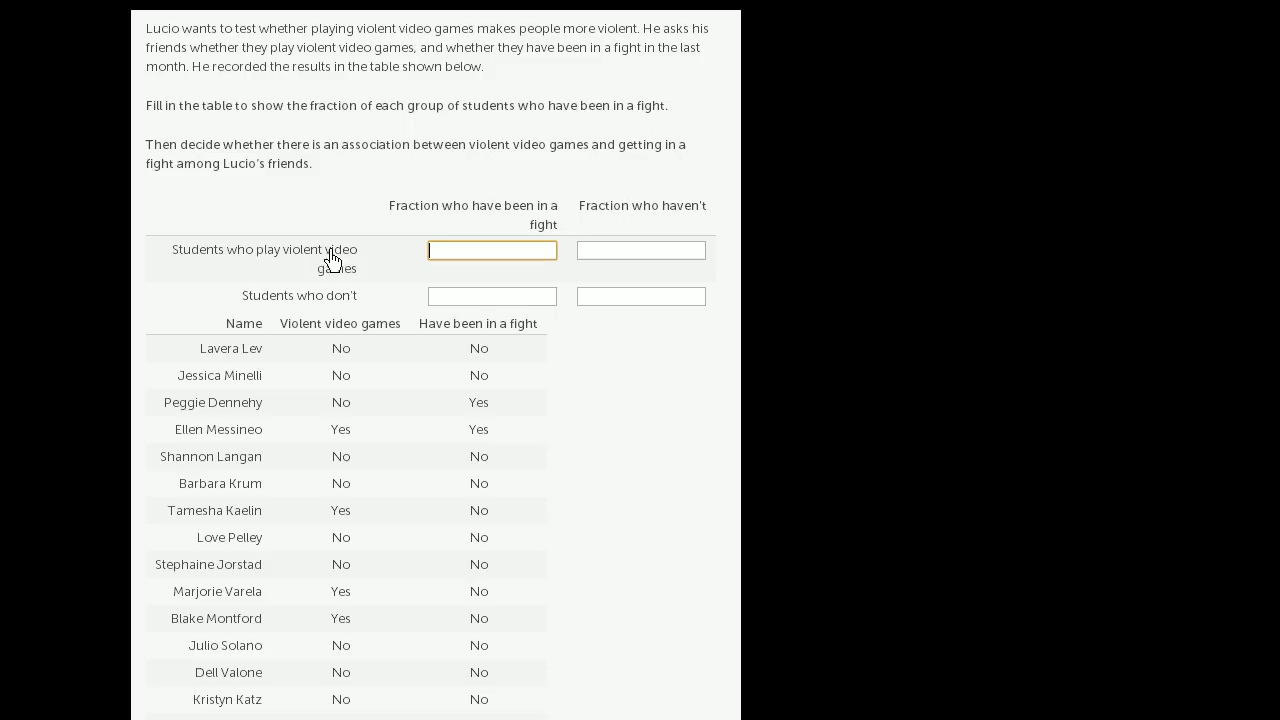 Lucio wants to test whether playing violent video games makes people more violent. He asks his
friends whether they play violent video games, and whether they have been in a fight in the last
month. He recorded the results in the table shown below.
Fill in the table to show the fraction of each group of students who have been in a fight.
Then decide whether there is an association between violent video games and getting in a
fight among Lucio's friends.
Fraction who have been in a fight Fraction who haven't
Students who play violent video
games
Students who don't
Name Violent video games Have been in a fight
Lavera Lev No No
Jessica Minelli No No
Peggie Dennehy No Yes
Ellen Messineo Yes Yes
Shannon Langan No No
Barbara Krum No No
Tamesha Kaelin Yes No
Love Pelley No No
Stephaine Jorstad No No
Marjorie Varela Yes No
Blake Montford Yes No
Julio Solano No No
Dell Valone No No
Kristyn Katz No No